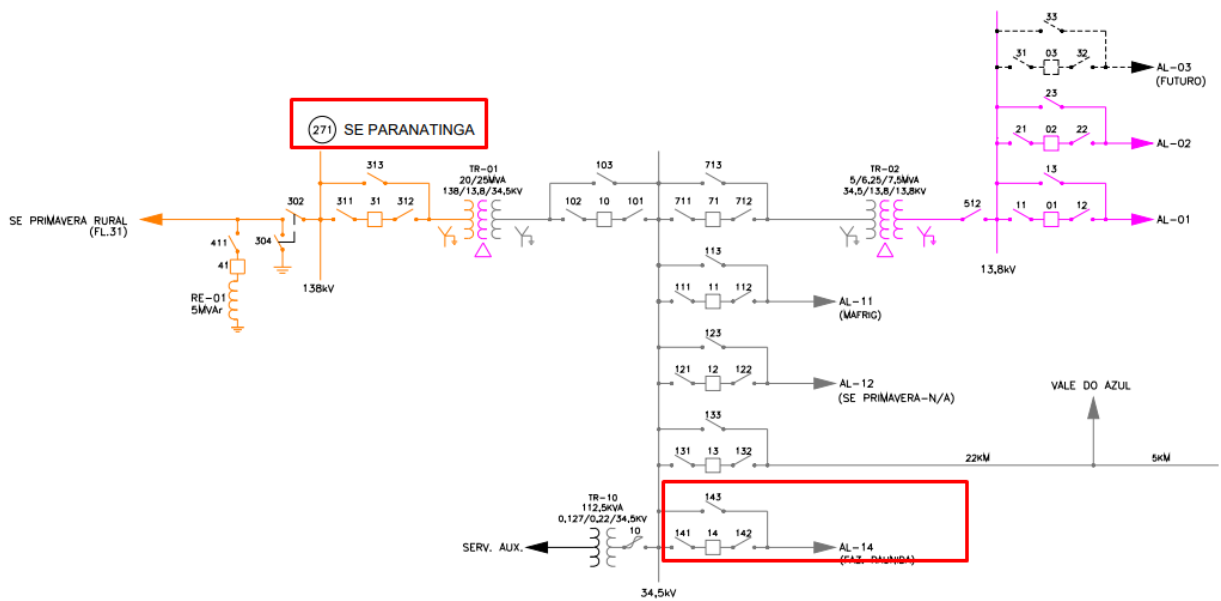 33
31 03 32
AL-03
(FUTURO)
23
21 02 22
AL-02
13
11 01 12
AL-01
13,8kV
271 SE PARANATINGA
313
311 31 312
302
304
411
41
RE-01
5MVAr
SE PRIMAVERA RURAL
(FL.31)
138kV
TR-01
20/25MVA
138/13,8/34,5KV
103
102 10 101
713
711 71 712
TR-02
5/6,25/7,5MVA
34,5/13,8/13,8KV
512
113
111 11 112
AL-11
(MAFRIG)
123
121 12 122
AL-12
(SE PRIMAVERA-N/A)
133
131 13 132
22KM
VALE DO AZUL
5KM
143
141 14 142
AL-14
(FAZ.
TR-10
112,5KVA
0,127/0,22/34,5KV
10
SERV. AUX.
34,5kV